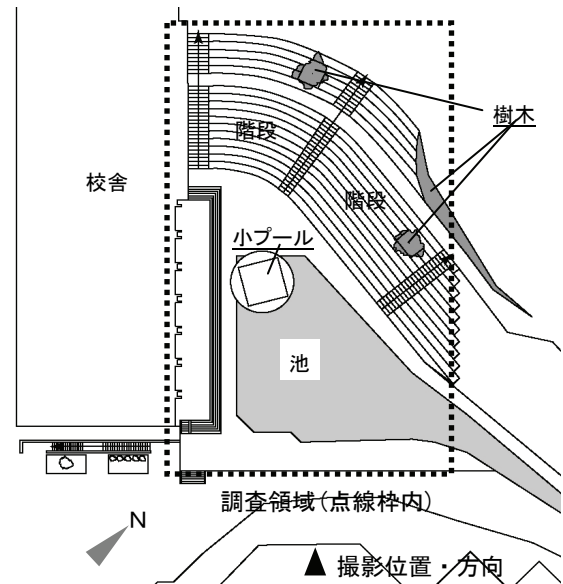 樹木
階段
校舎
階段
小プール
池
調査領域(点線枠内)
N
撮影位置・方向